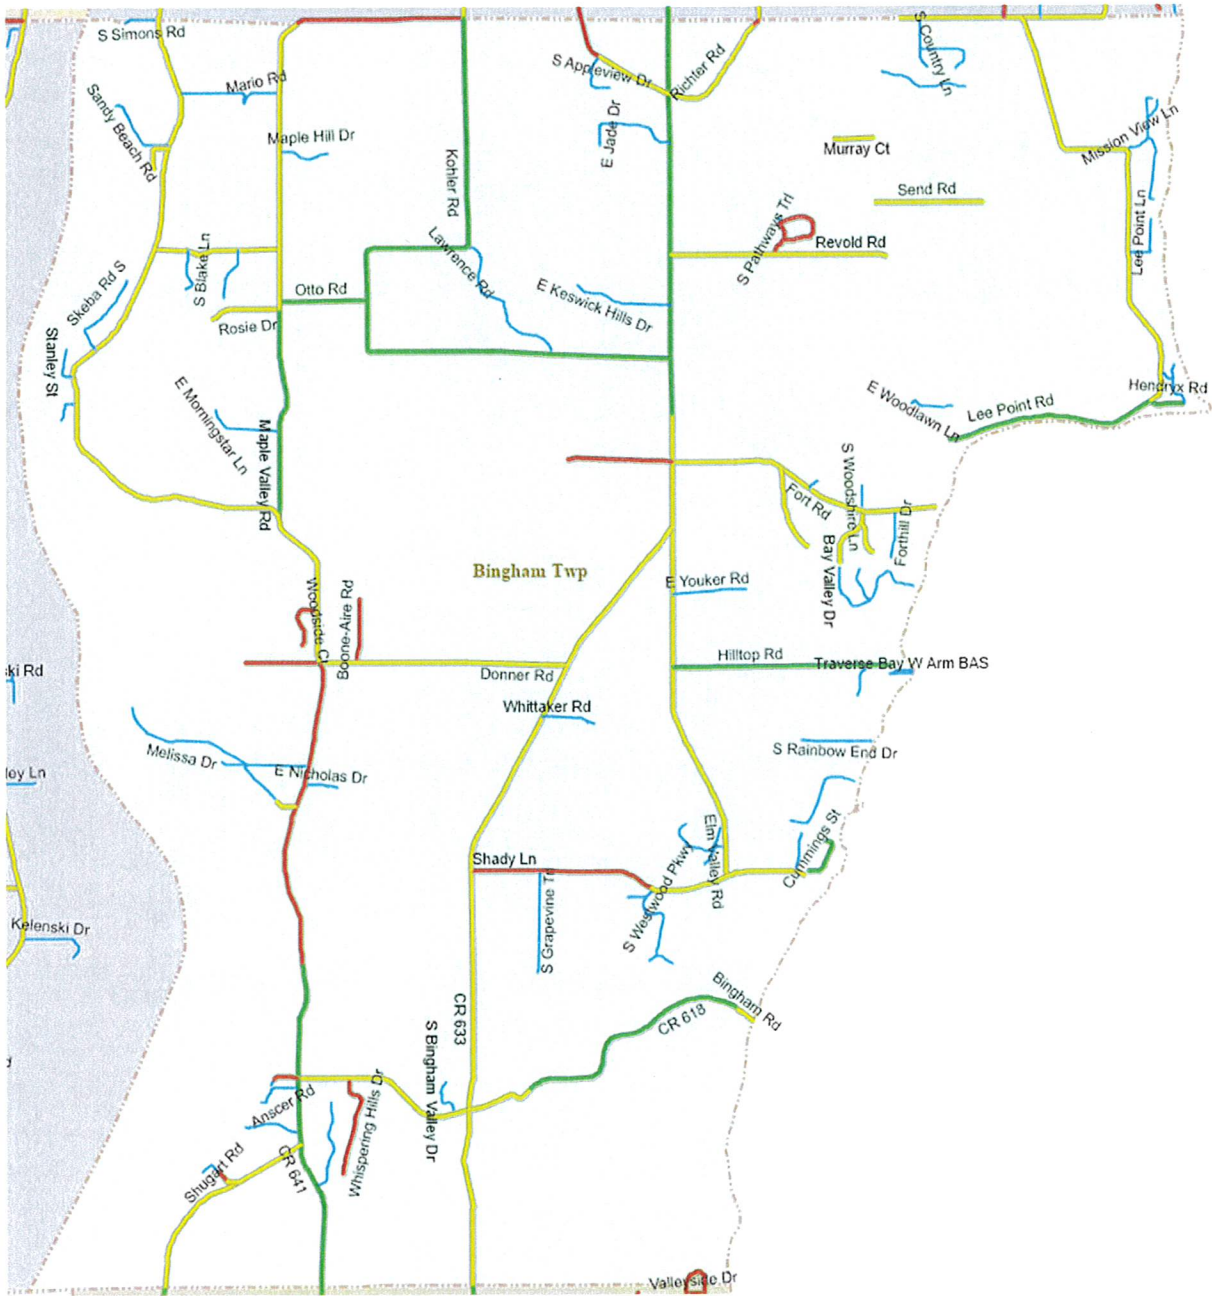 S Simons Rd
S Appleview Dr
Richter Rd
S Country Ln
Mario Rd
Sandy Beach Rd
Maple Hill Dr
E Jade Dr
Murray Ct
Mission View Ln
Kohler Rd
Send Rd
S Pathways Trl
Revold Rd
Lee Point Ln
S Blake Ln
Lawrence Rd
Skeba Rd S
Otto Rd
E Keswick Hills Dr
Rosie Dr
Stanley St
E Morningstar Ln
Hendryx Rd
E Woodlawn Ln
Lee Point Rd
Maple Valley Rd
S Woodshire Ln
Fort Rd
Forthill Dr
Bay Valley Dr
Bingham Twp
E Youker Rd
Woodside Ct
Boone-Aire Rd
Hilltop Rd
Traverse Bay W Arm BAS
ski Rd
Donner Rd
Whittaker Rd
Melissa Dr
E Nicholas Dr
S Rainbow End Dr
ley Ln
Elm Valley Rd
Cummings St
Shady Ln
S Westwood Pkwy
S Grapevine Trl
Kelenski Dr
CR 633
Bingham Rd
CR 618
S Bingham Valley Dr
Anscer Rd
Whispering Hills Dr
Shugart Rd
CR 641
Valleyside Dr